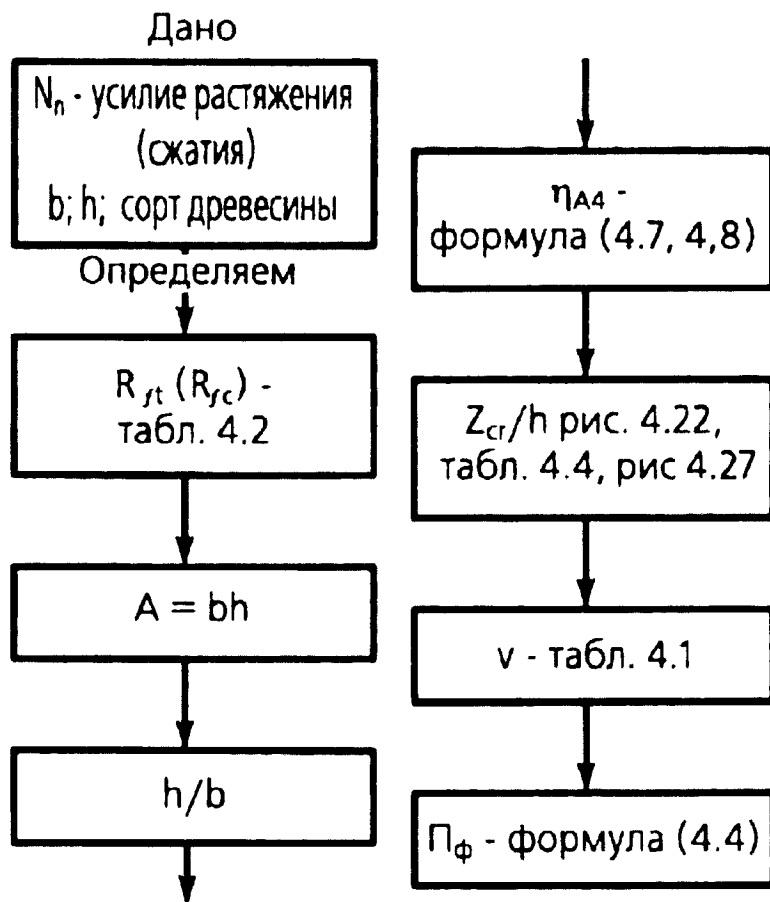 Дано
Nₙ - усилие растяжения
(сжатия)
b; h; сорт древесины
Определяем
R_ft (R_fc) -
табл. 4.2
A = bh
h/b
η_A4 -
формула (4.7, 4,8)
Z_cr/h рис. 4.22,
табл. 4.4, рис 4.27
v - табл. 4.1
П_ф - формула (4.4)